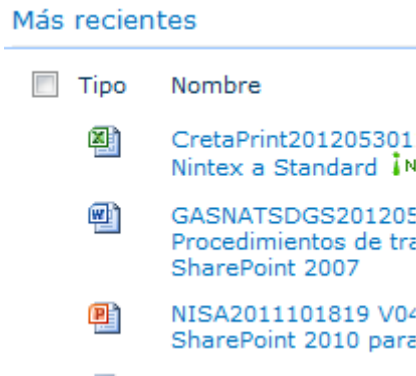 Más recientes
Tipo Nombre
CretaPrint201205301
Nintex a Standard ¡N
GASNATSDGS201205
Procedimientos de tra
SharePoint 2007
NISA2011101819 V04
SharePoint 2010 para